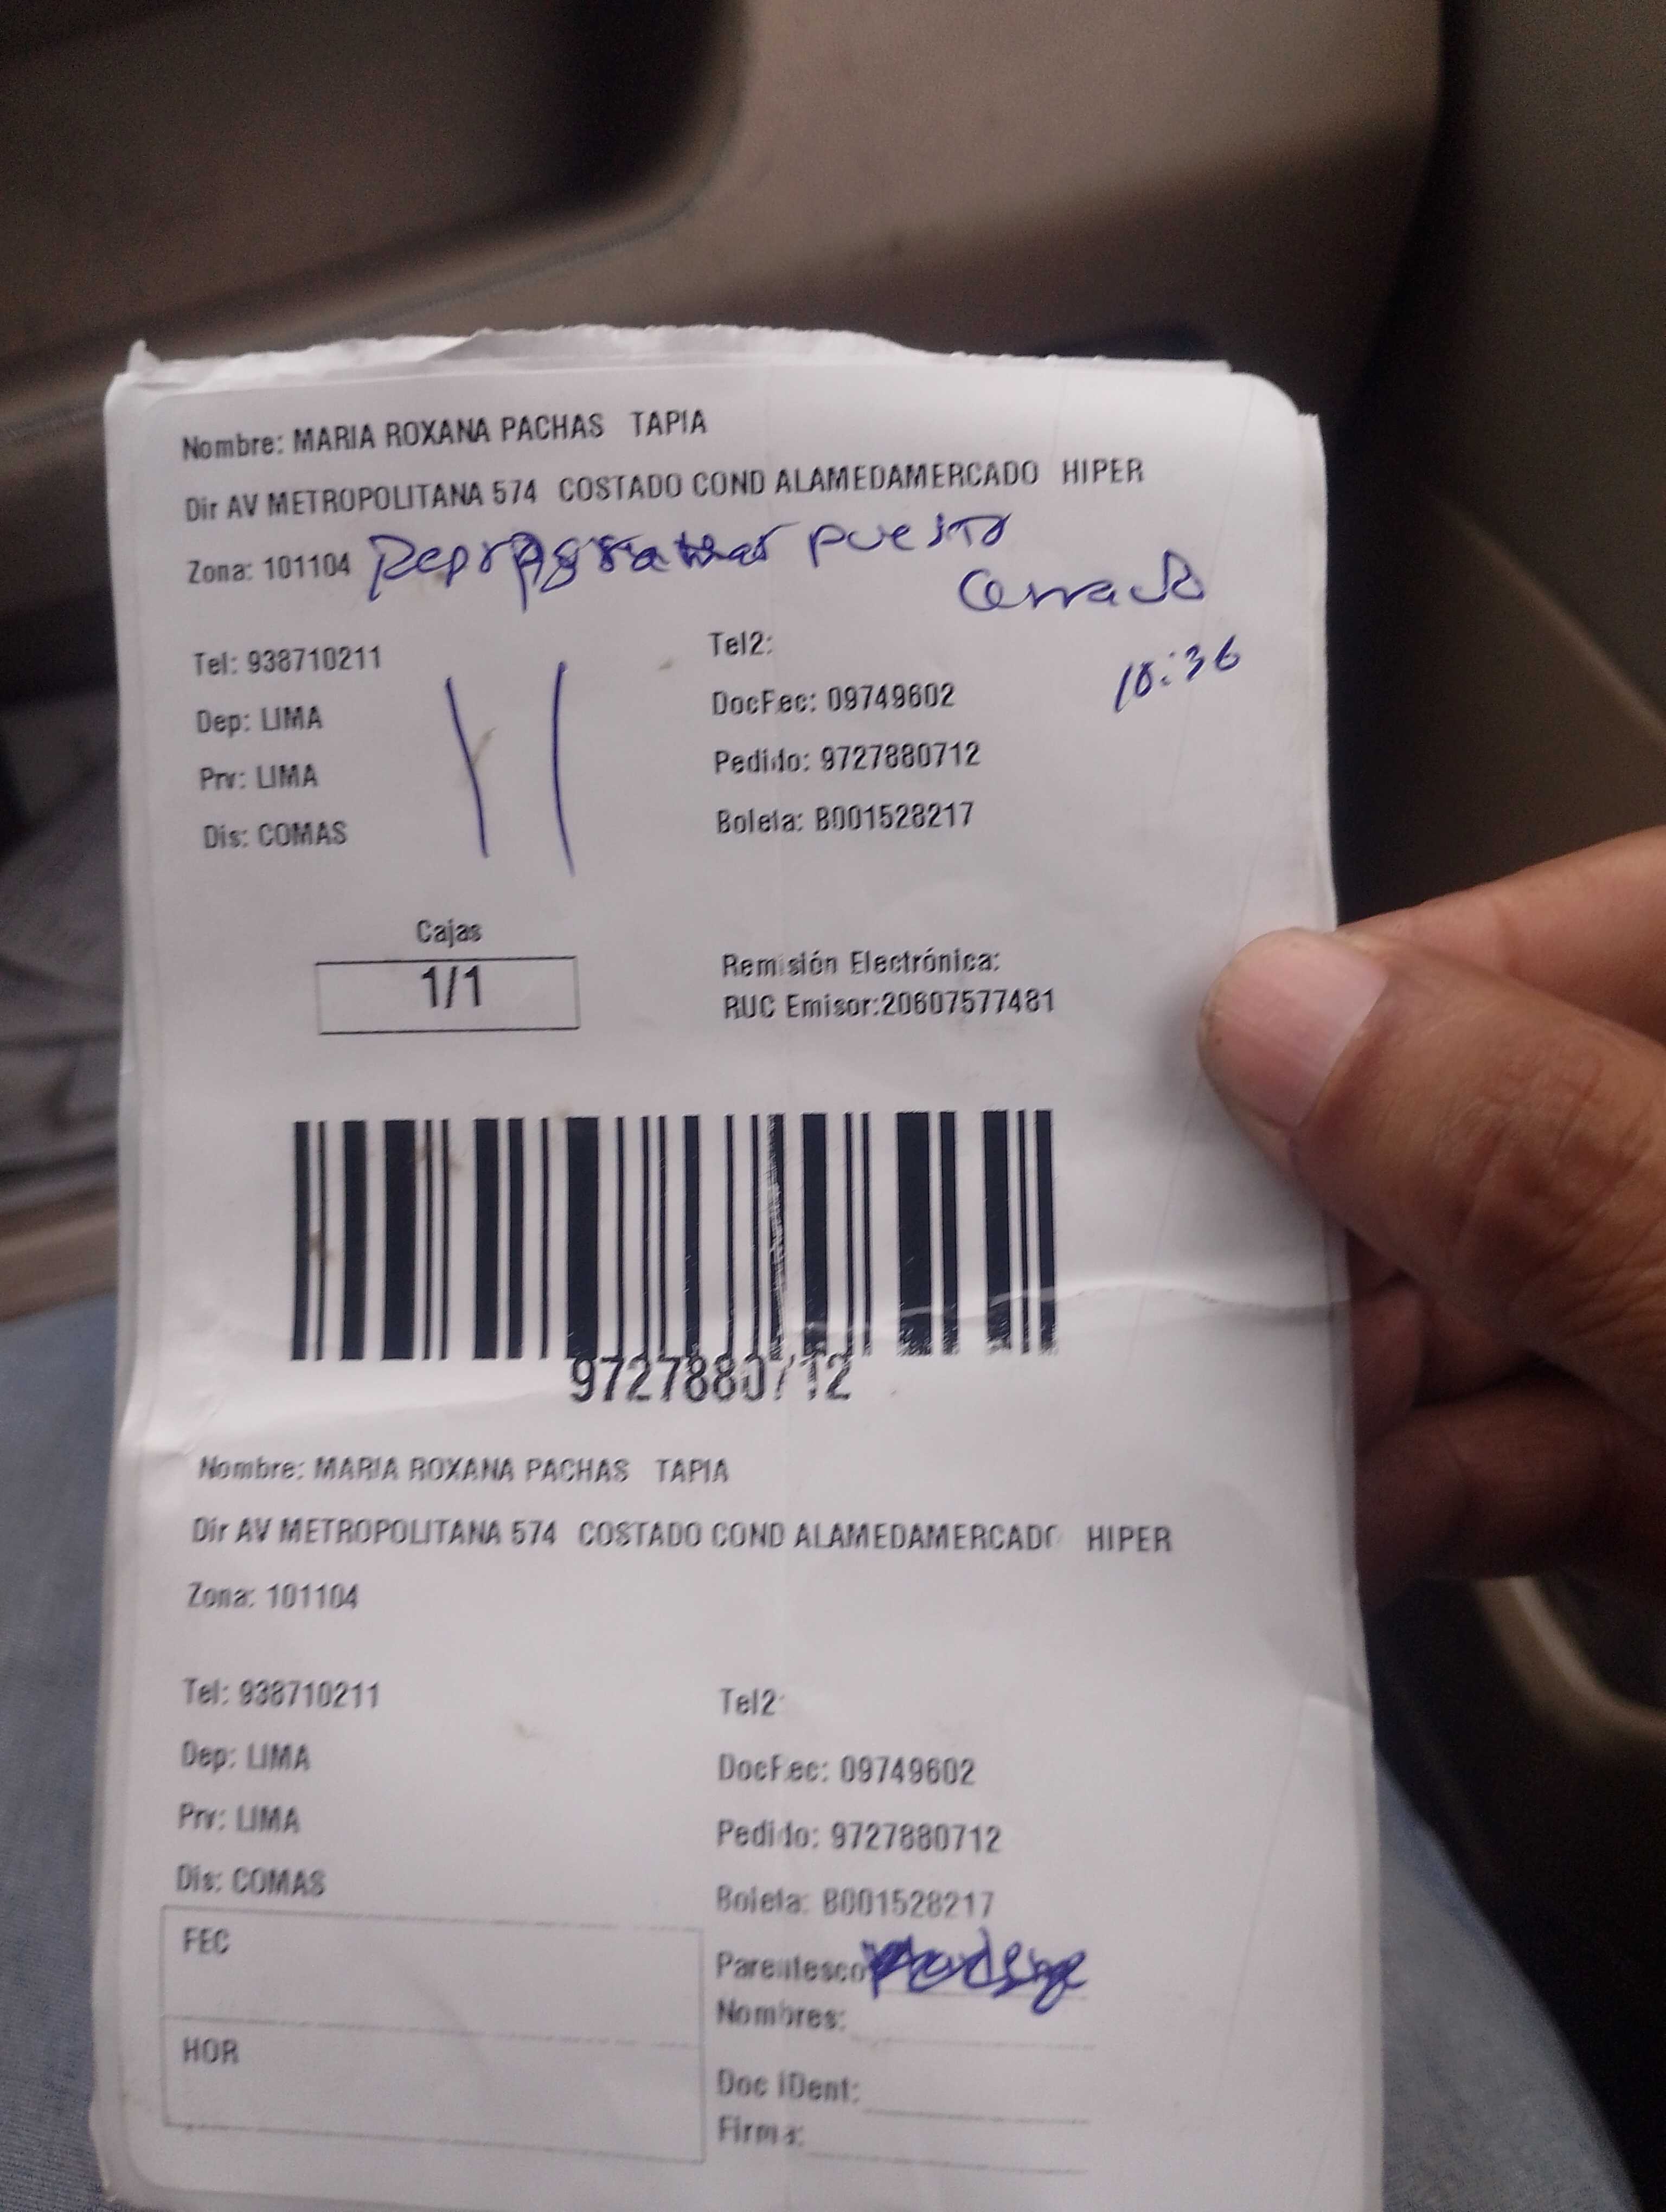 Nombre: MARIA ROXANA PACHAS TAPIA
Dir AV METROPOLITANA 574 COSTADO COND ALAMEDAMERCADO HIPER
Zona: 101104 Reprogramar puesto
Cerrado
Tel: 938710211 Tel2: 10:36
Dep: LIMA DocFec: 09749602
Prv: LIMA Pedido: 9727880712
Dis: COMAS Boleta: B001528217
Cajas
1/1
Remisión Electrónica:
RUC Emisor:20607577481
9727880712
Nombre: MARIA ROXANA PACHAS TAPIA
Dir AV METROPOLITANA 574 COSTADO COND ALAMEDAMERCADO HIPER
Zona: 101104
Tel: 938710211 Tel2:
Dep: LIMA DocFec: 09749602
Prv: LIMA Pedido: 9727880712
Dis: COMAS Boleta: B001528217
FEC
Parentesco
Nombres:
HOR
Doc IDent:
Firma: